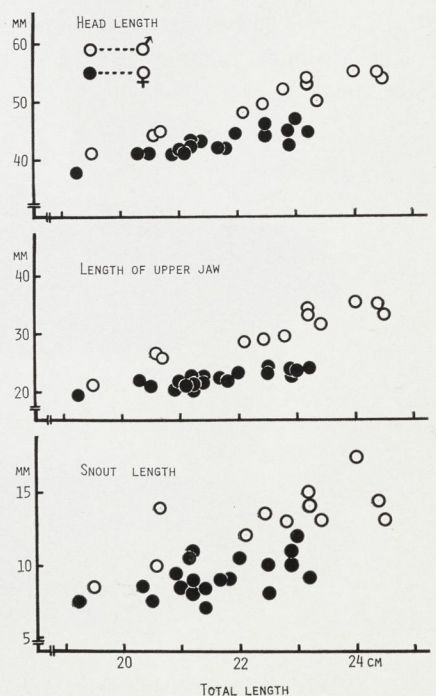 MM HEAD LENGTH
60
♂
♀
50
40
MM
40
LENGTH OF UPPER JAW
30
20
MM
SNOUT LENGTH
15
10
5
20 22 24 CM
TOTAL LENGTH